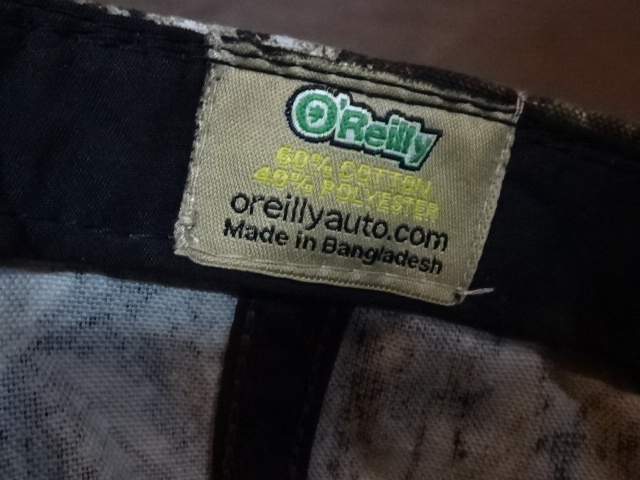 O'Reilly
60% COTTON
40% POLYESTER
oreillyauto.com
Made in Bangladesh